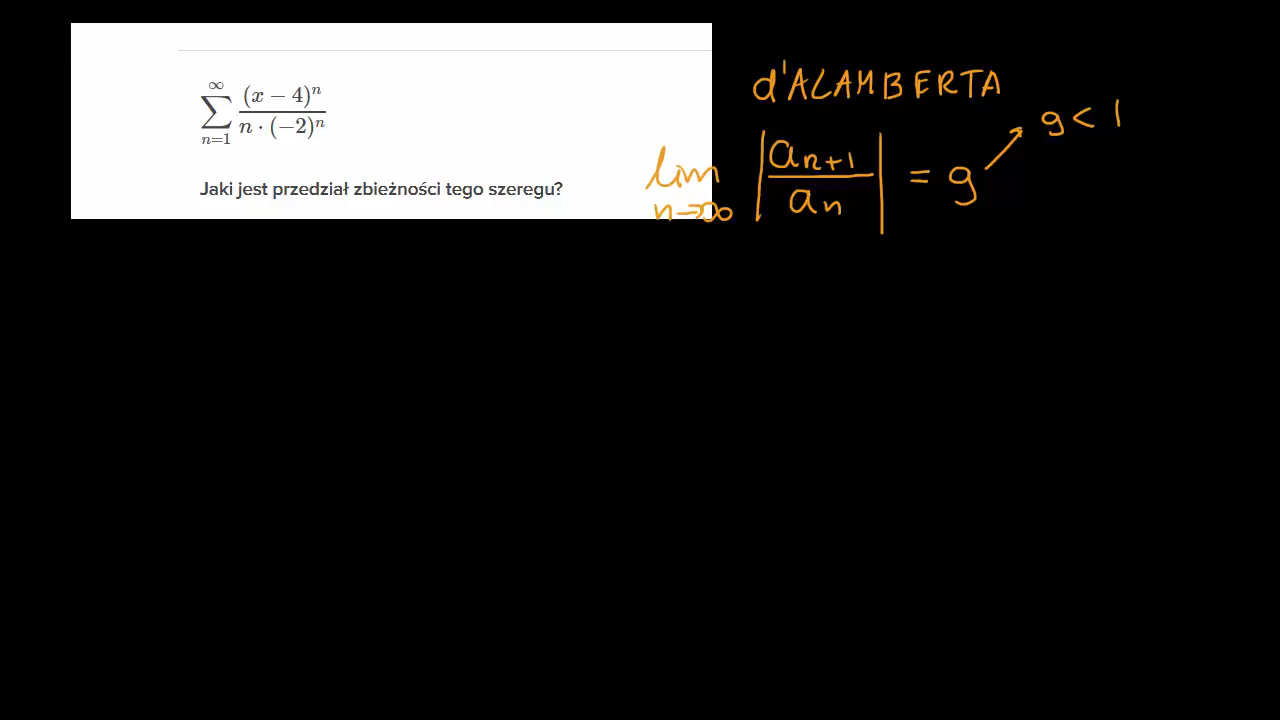 ∑_{n=1}^{∞} (x − 4)ⁿ / (n · (−2)ⁿ)
Jaki jest przedział zbieżności tego szeregu?
d'ALAMBERTA
lim_{n→∞} |a_{n+1} / a_n| = g
g < 1